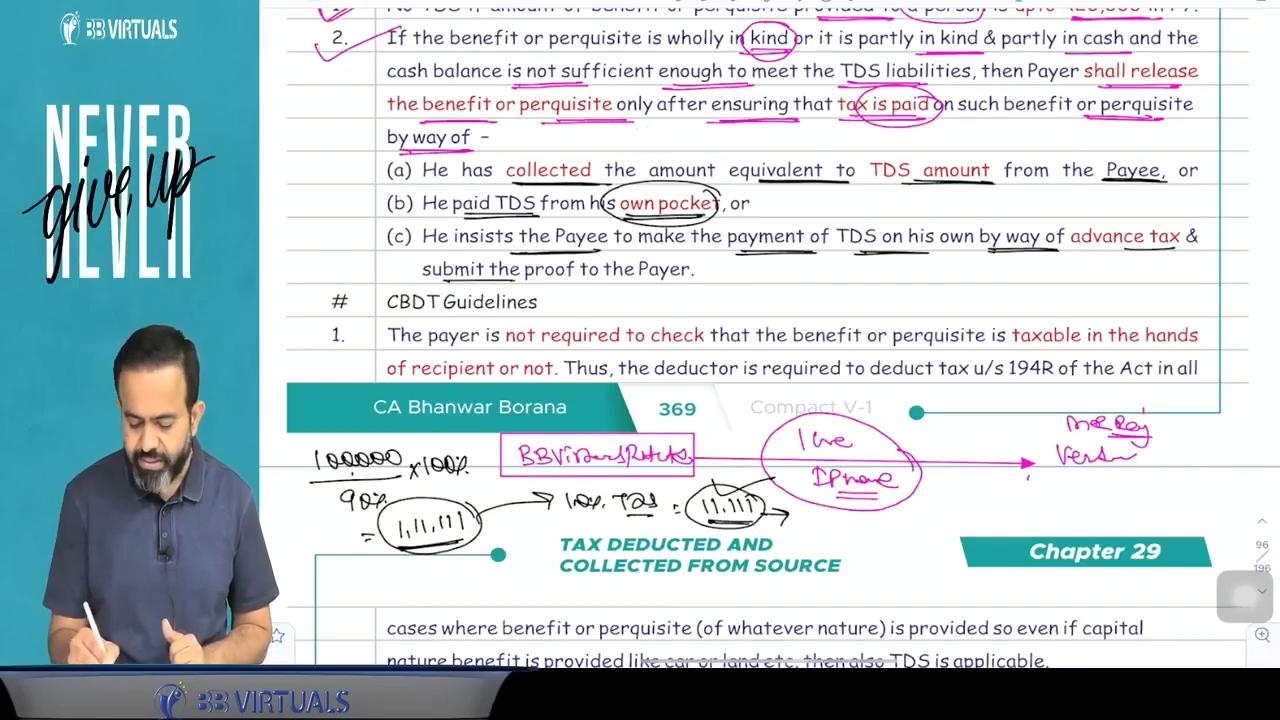 BB VIRTUALS
NEVER
give up
NEVER
2. If the benefit or perquisite is wholly in kind or it is partly in kind & partly in cash and the
cash balance is not sufficient enough to meet the TDS liabilities, then Payer shall release
the benefit or perquisite only after ensuring that tax is paid on such benefit or perquisite
by way of -
(a) He has collected the amount equivalent to TDS amount from the Payee, or
(b) He paid TDS from his own pocket, or
(c) He insists the Payee to make the payment of TDS on his own by way of advance tax &
submit the proof to the Payer.
# CBDT Guidelines
1. The payer is not required to check that the benefit or perquisite is taxable in the hands
of recipient or not. Thus, the deductor is required to deduct tax u/s 194R of the Act in all
CA Bhanwar Borana 369 Compact V-1
100000 x 100%
90%
= 1,11,111
10% TDS = 11,111
IPhone
TAX DEDUCTED AND
COLLECTED FROM SOURCE
Chapter 29
96
196
cases where benefit or perquisite (of whatever nature) is provided so even if capital
nature benefit is provided like car or land etc. then also TDS is applicable.
BB VIRTUALS